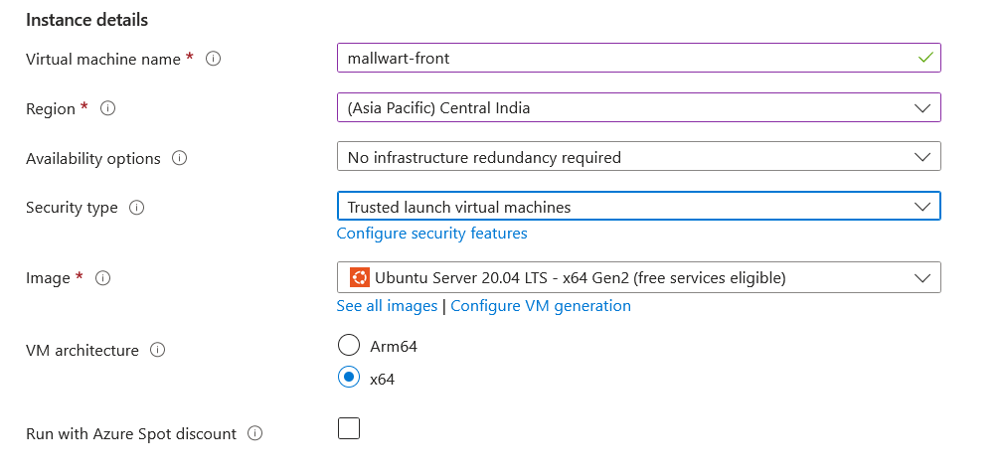 Instance details
Virtual machine name *
mallwart-front
Region *
(Asia Pacific) Central India
Availability options
No infrastructure redundancy required
Security type
Trusted launch virtual machines
Configure security features
Image *
Ubuntu Server 20.04 LTS - x64 Gen2 (free services eligible)
See all images | Configure VM generation
VM architecture
Arm64
x64
Run with Azure Spot discount